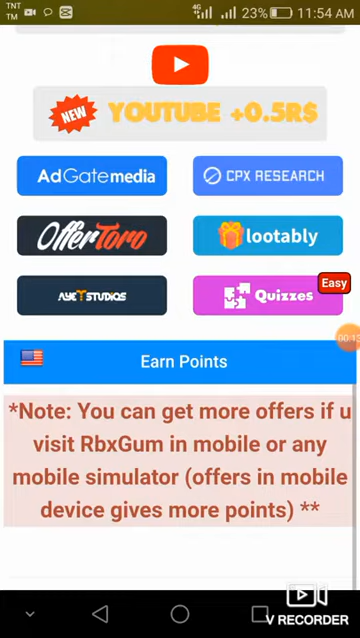 TNT
TM
4G
23%
11:54 AM
NEW
YOUTUBE +0.5R$
AdGatemedia
CPX RESEARCH
OfferToro
lootably
AYET STUDIOS
Quizzes
Easy
Earn Points
*Note: You can get more offers if u
visit RbxGum in mobile or any
mobile simulator (offers in mobile
device gives more points) **
V RECORDER